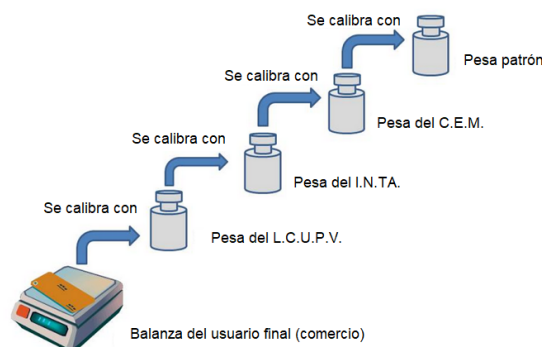 Se calibra con
Pesa patrón
Se calibra con
Pesa del C.E.M.
Se calibra con
Pesa del I.N.TA.
Se calibra con
Pesa del L.C.U.P.V.
Balanza del usuario final (comercio)